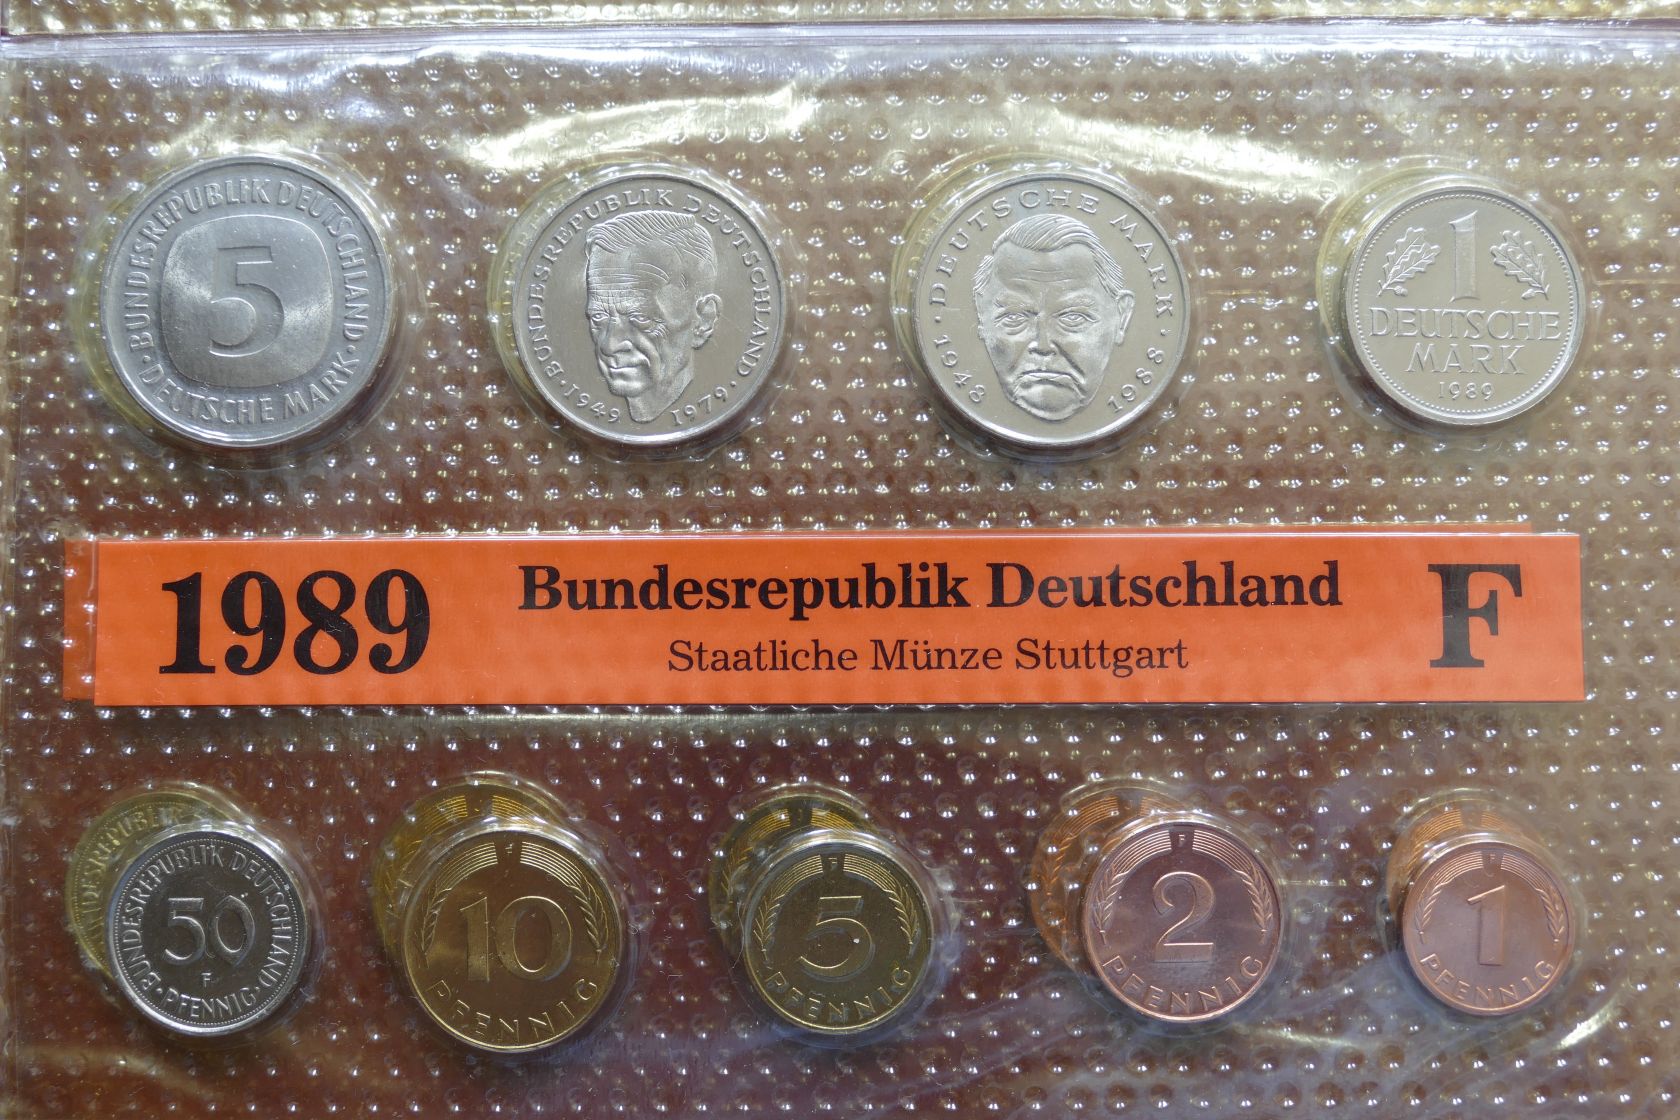 BUNDESREPUBLIK DEUTSCHLAND
5
DEUTSCHE MARK
BUNDESREPUBLIK DEUTSCHLAND
1949 1979
DEUTSCHE MARK
1948 1988
1
DEUTSCHE
MARK
1989
1989
Bundesrepublik Deutschland
Staatliche Münze Stuttgart
F
BUNDESREPUBLIK
BUNDESREPUBLIK DEUTSCHLAND
50
F
PFENNIG
F
10
PFENNIG
F
5
PFENNIG
F
2
PFENNIG
F
1
PFENNIG